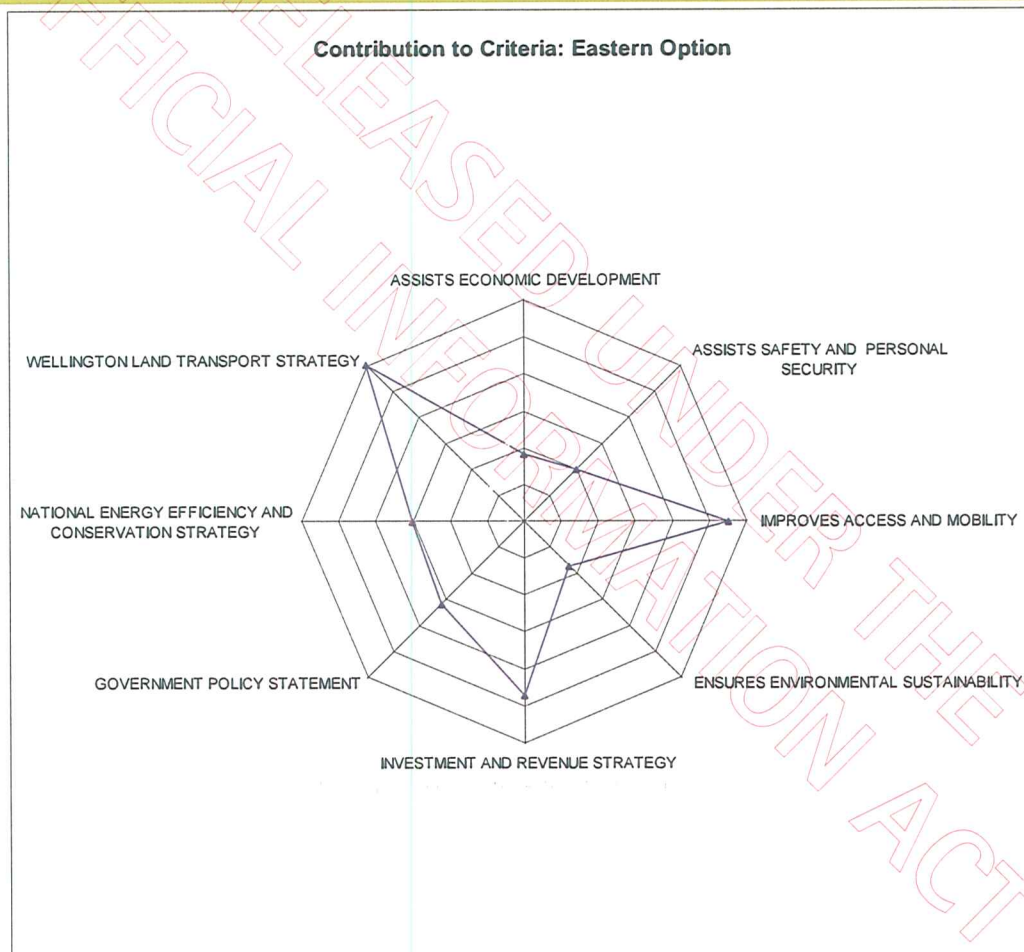 Contribution to Criteria: Eastern Option
ASSISTS ECONOMIC DEVELOPMENT
WELLINGTON LAND TRANSPORT STRATEGY
ASSISTS SAFETY AND PERSONAL
SECURITY
NATIONAL ENERGY EFFICIENCY AND
CONSERVATION STRATEGY
IMPROVES ACCESS AND MOBILITY
GOVERNMENT POLICY STATEMENT
ENSURES ENVIRONMENTAL SUSTAINABILITY
INVESTMENT AND REVENUE STRATEGY
RELEASED UNDER THE
OFFICIAL INFORMATION ACT